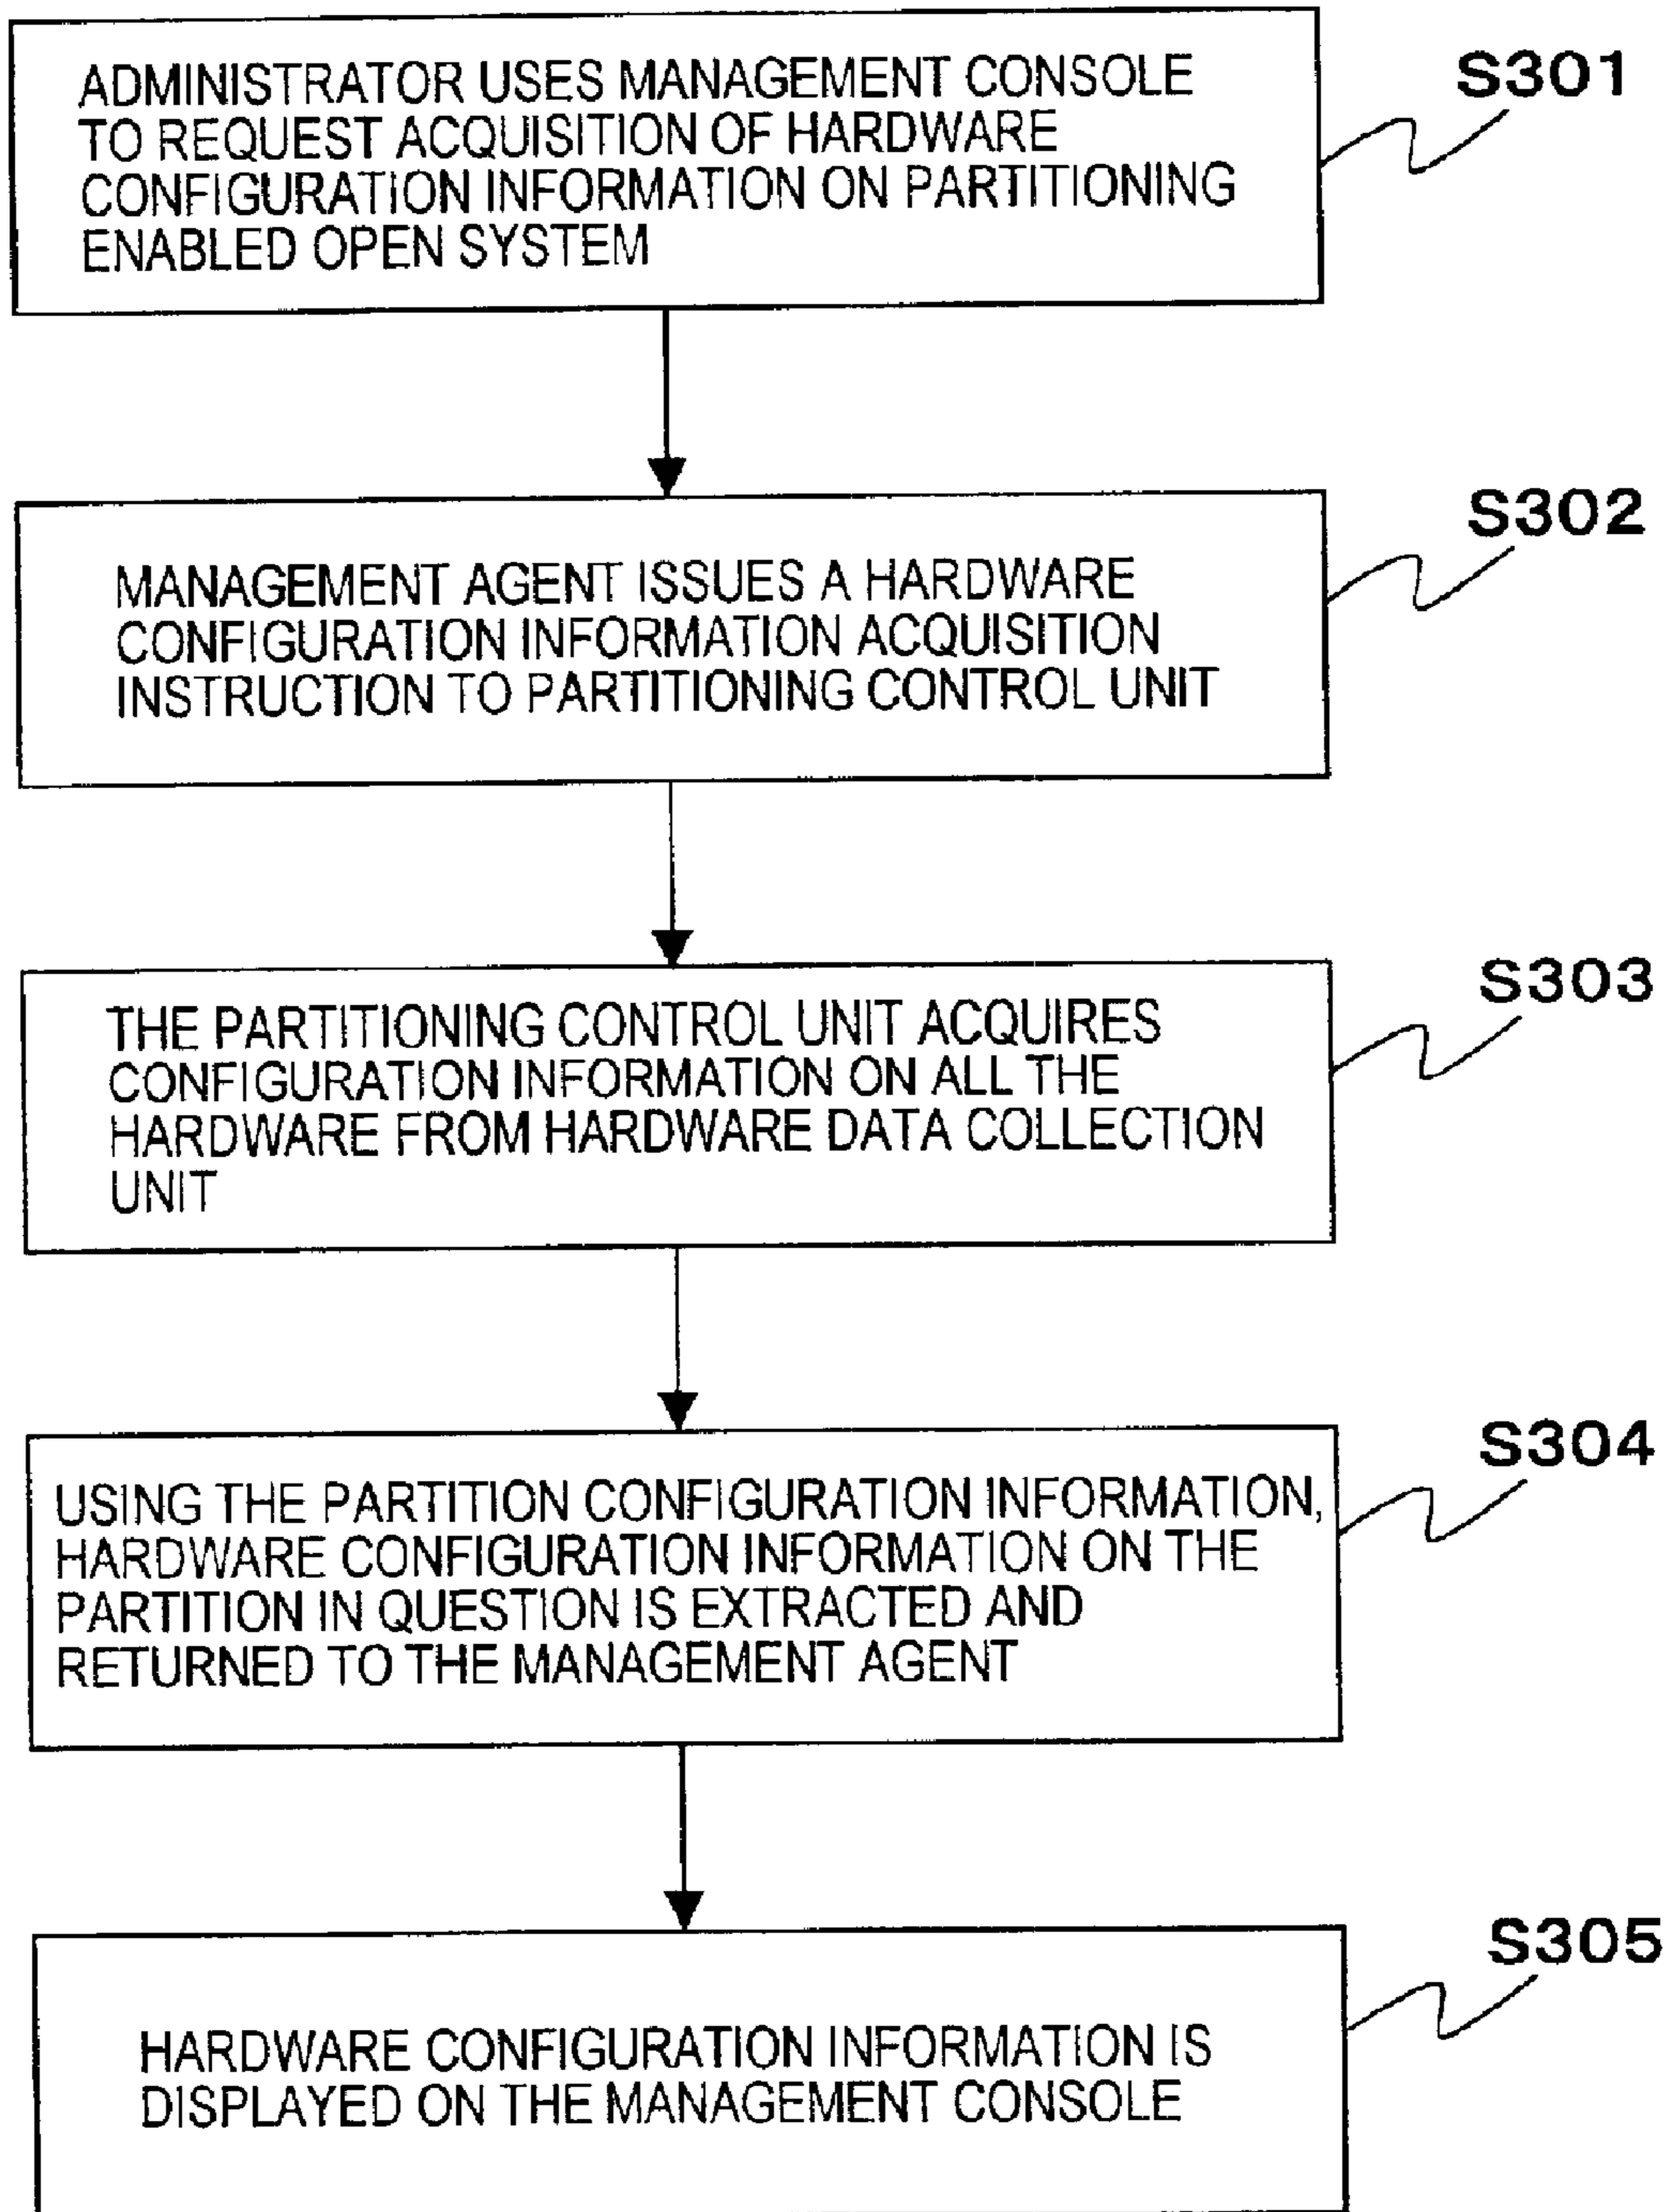 ADMINISTRATOR USES MANAGEMENT CONSOLE
TO REQUEST ACQUISITION OF HARDWARE
CONFIGURATION INFORMATION ON PARTITIONING
ENABLED OPEN SYSTEM
S301
MANAGEMENT AGENT ISSUES A HARDWARE
CONFIGURATION INFORMATION ACQUISITION
INSTRUCTION TO PARTITIONING CONTROL UNIT
S302
THE PARTITIONING CONTROL UNIT ACQUIRES
CONFIGURATION INFORMATION ON ALL THE
HARDWARE FROM HARDWARE DATA COLLECTION
UNIT
S303
USING THE PARTITION CONFIGURATION INFORMATION,
HARDWARE CONFIGURATION INFORMATION ON THE
PARTITION IN QUESTION IS EXTRACTED AND
RETURNED TO THE MANAGEMENT AGENT
S304
HARDWARE CONFIGURATION INFORMATION IS
DISPLAYED ON THE MANAGEMENT CONSOLE
S305